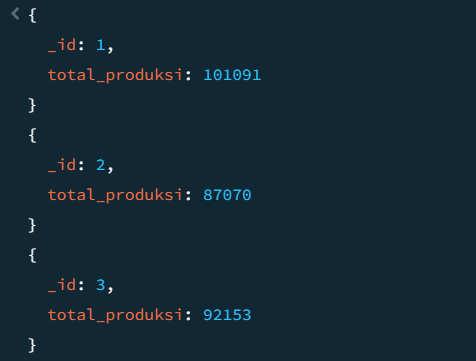 {
_id: 1,
total_produksi: 101091
}
{
_id: 2,
total_produksi: 87070
}
{
_id: 3,
total_produksi: 92153
}